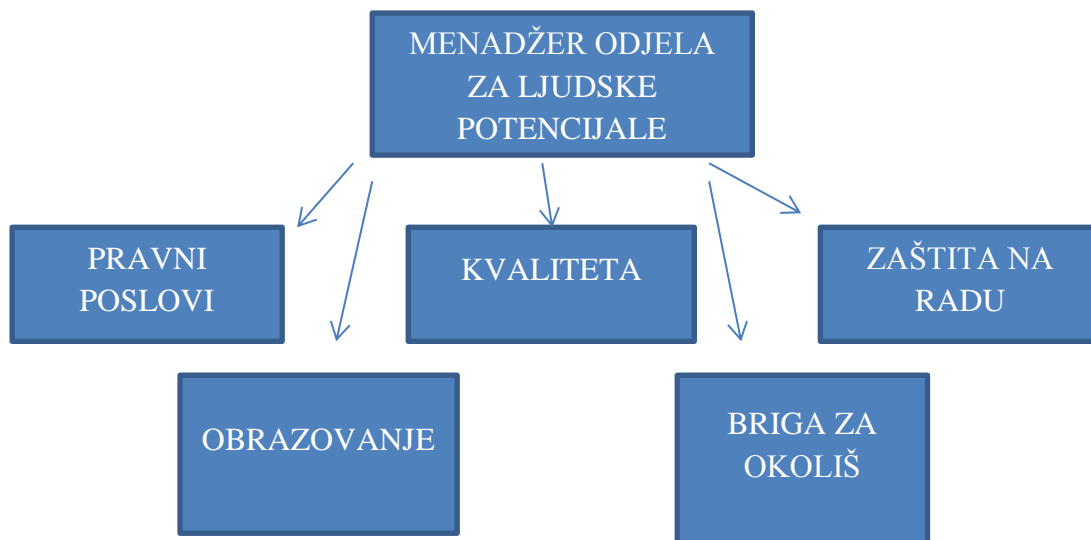 MENADŽER ODJELA
ZA LJUDSKE
POTENCIJALE
PRAVNI
POSLOVI
KVALITETA
ZAŠTITA NA
RADU
OBRAZOVANJE
BRIGA ZA
OKOLIŠ